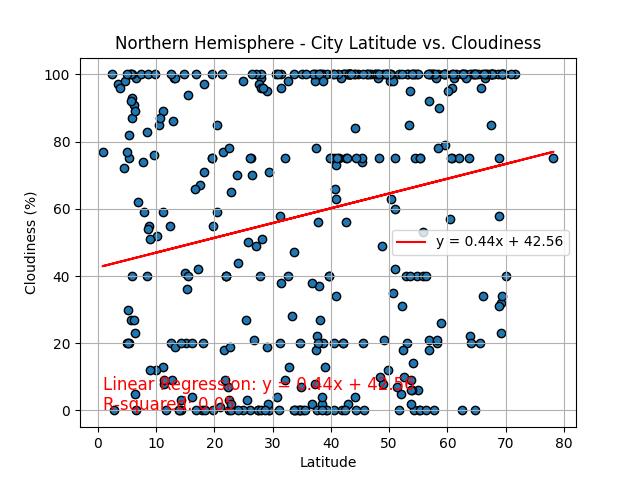 Northern Hemisphere - City Latitude vs. Cloudiness
Cloudiness (%)
100
80
60
40
20
0
y = 0.44x + 42.56
Linear Regression: y = 0.44x + 42.56
R-squared: 0.05
0 10 20 30 40 50 60 70 80
Latitude